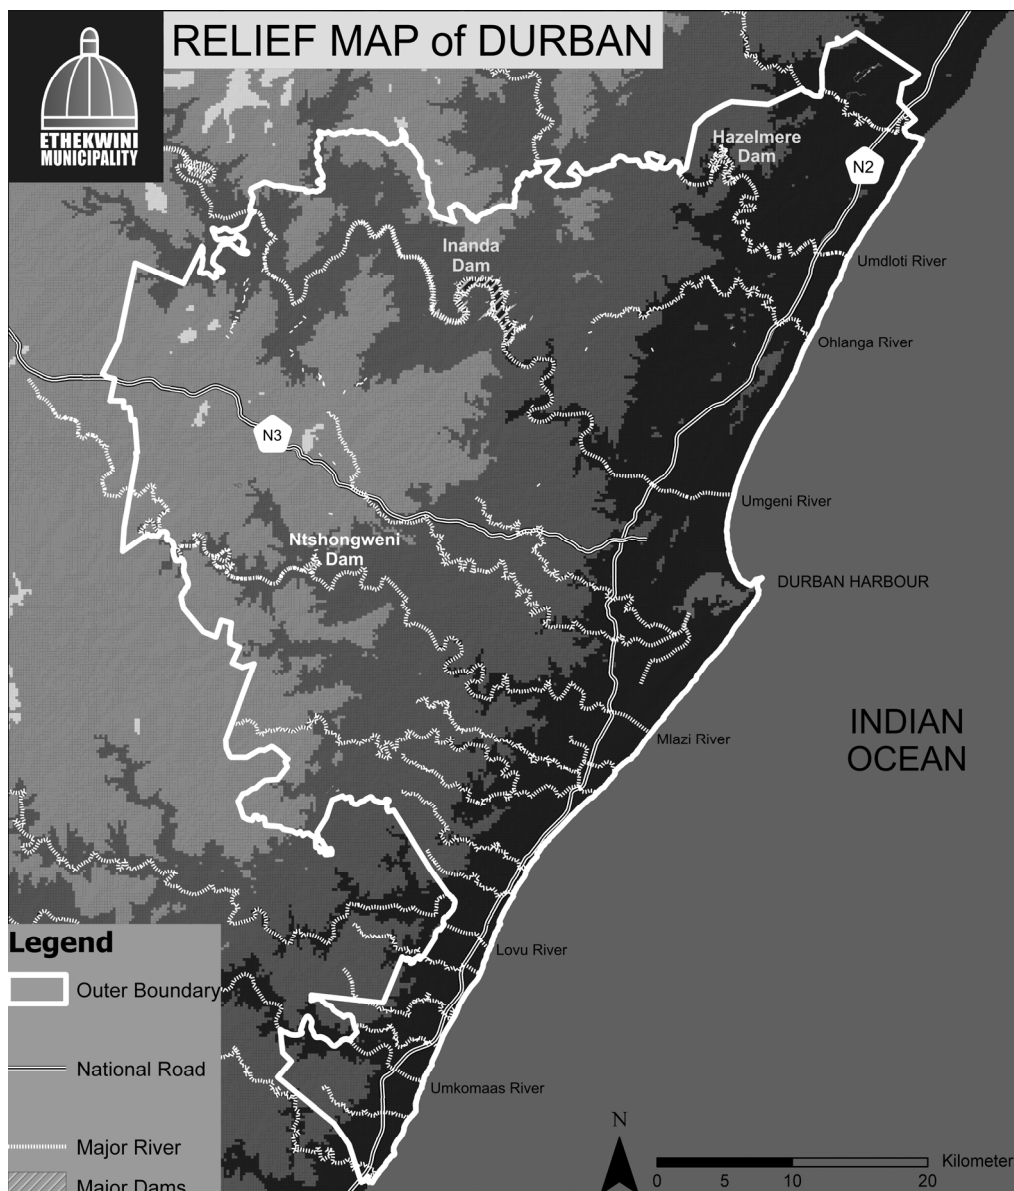 RELIEF MAP of DURBAN
ETHEKWINI
MUNICIPALITY
Hazelmere
Dam
N2
Inanda
Dam
Umdloti River
Ohlanga River
N3
Umgeni River
Ntshongweni
Dam
DURBAN HARBOUR
INDIAN
OCEAN
Mlazi River
Legend
Lovu River
Outer Boundary
National Road
Umkomaas River
Major River
N
Kilometer
Major Dams
0 5 10 20